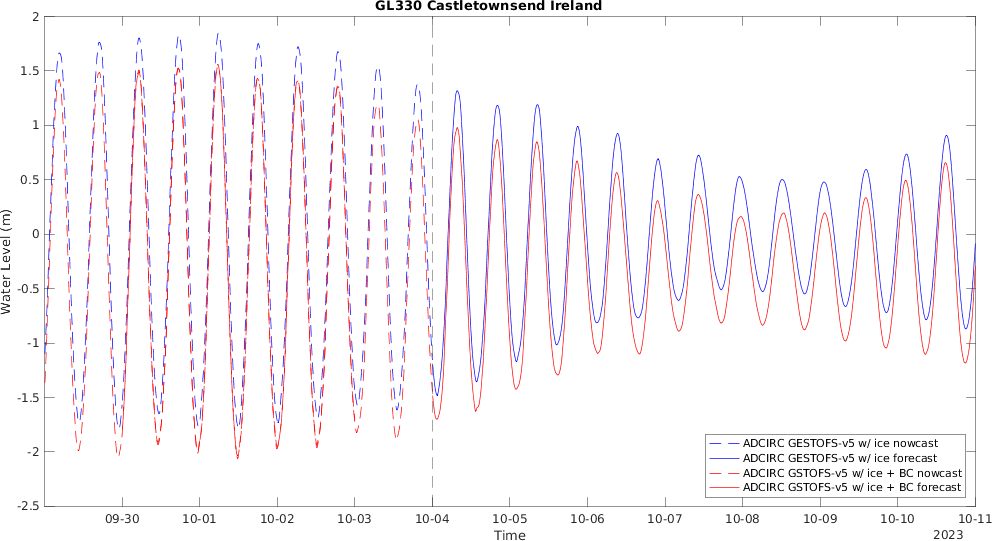 GL330 Castletownsend Ireland
2
1.5
1
0.5
0
-0.5
-1
-1.5
-2
-2.5
Water Level (m)
ADCIRC GESTOFS-v5 w/ ice nowcast
ADCIRC GESTOFS-v5 w/ ice forecast
ADCIRC GSTOFS-v5 w/ ice + BC nowcast
ADCIRC GSTOFS-v5 w/ ice + BC forecast
09-30 10-01 10-02 10-03 10-04 10-05 10-06 10-07 10-08 10-09 10-10 10-11
Time
2023